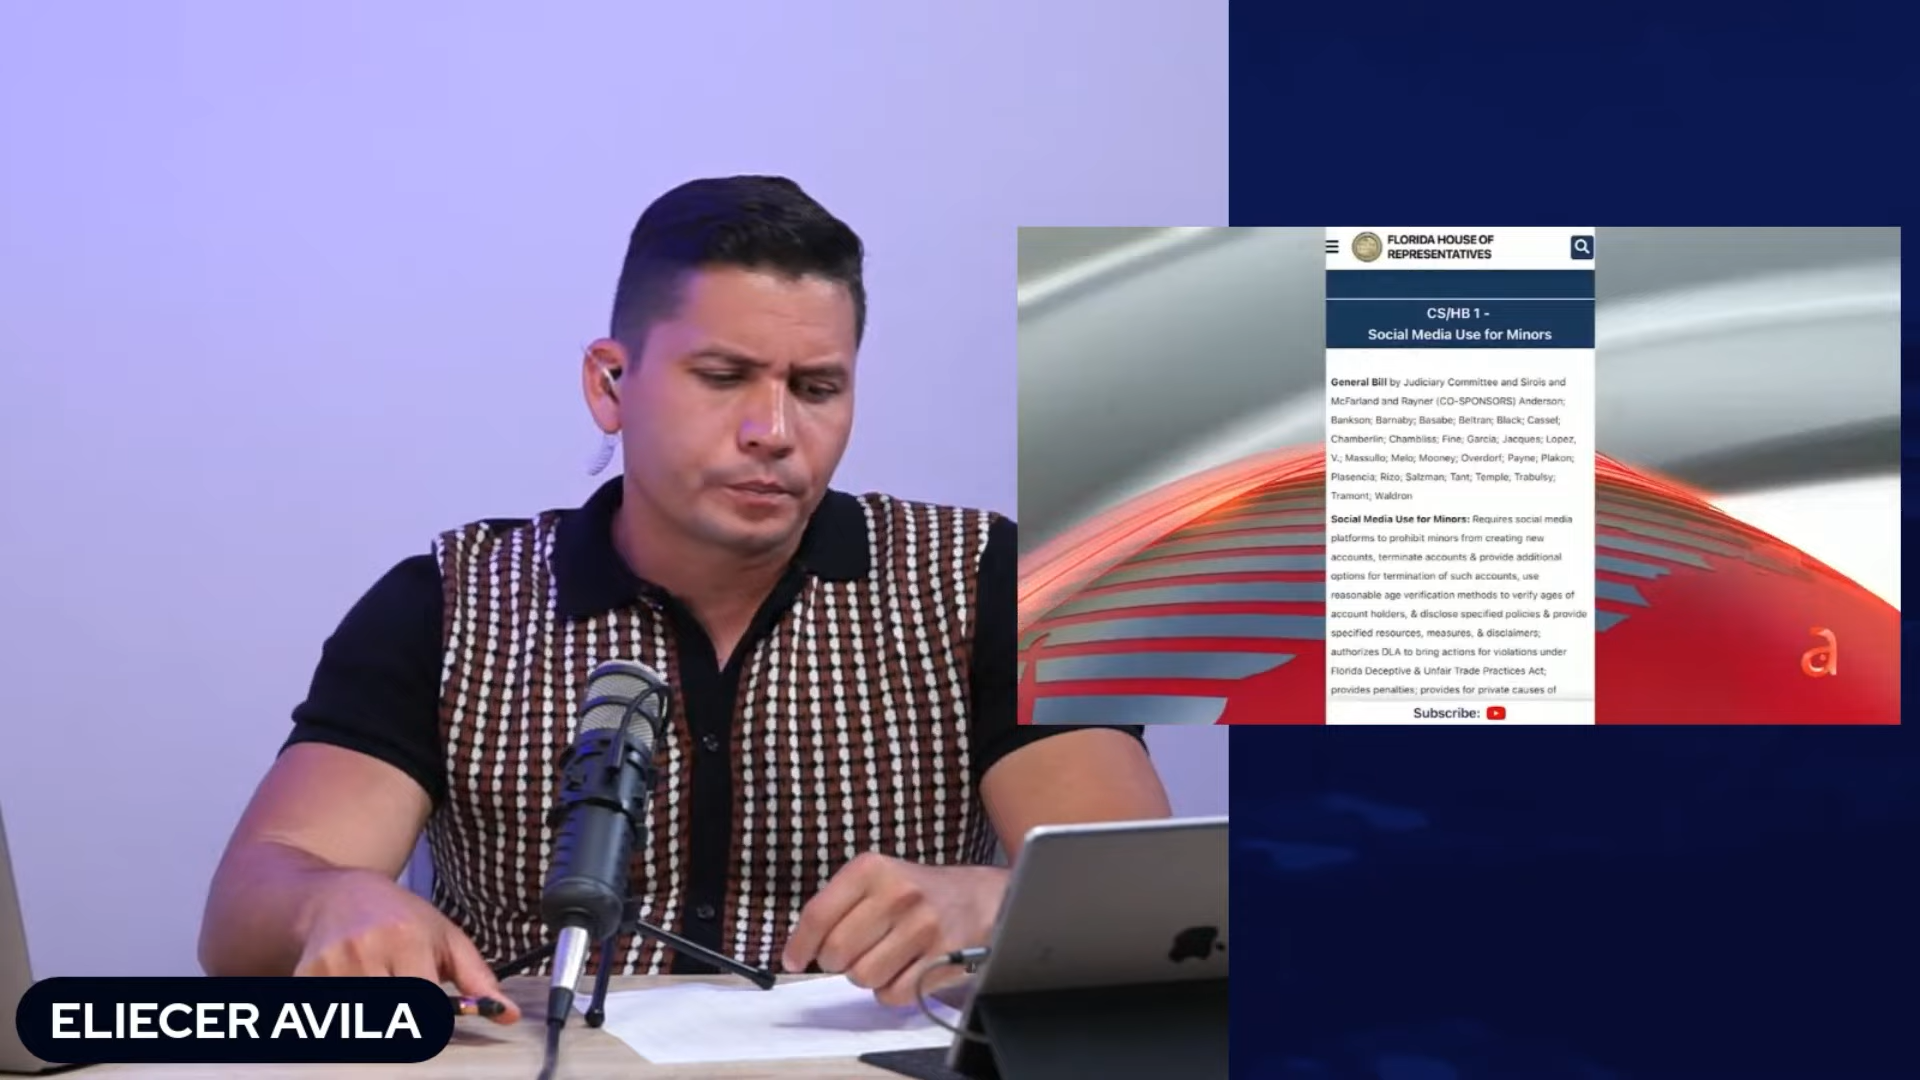 FLORIDA HOUSE OF
REPRESENTATIVES
CS/HB 1 -
Social Media Use for Minors
General Bill by Judiciary Committee and Sirois and
McFarland and Rayner (CO-SPONSORS) Anderson;
Bankson; Barnaby; Basabe; Beltran; Black; Cassel;
Chamberlin; Chambliss; Fine; Garcia; Jacques; Lopez,
V.; Massullo; Melo; Mooney; Overdorf; Payne; Plakon;
Plasencia; Rizo; Salzman; Tant; Temple; Trabulsy;
Tramont; Waldron
Social Media Use for Minors: Requires social media
platforms to prohibit minors from creating new
accounts, terminate accounts & provide additional
options for termination of such accounts, use
reasonable age verification methods to verify ages of
account holders, & disclose specified policies & provide
specified resources, measures, & disclaimers;
authorizes DLA to bring actions for violations under
Florida Deceptive & Unfair Trade Practices Act;
provides penalties; provides for private causes of
Subscribe:
a
ELIECER AVILA